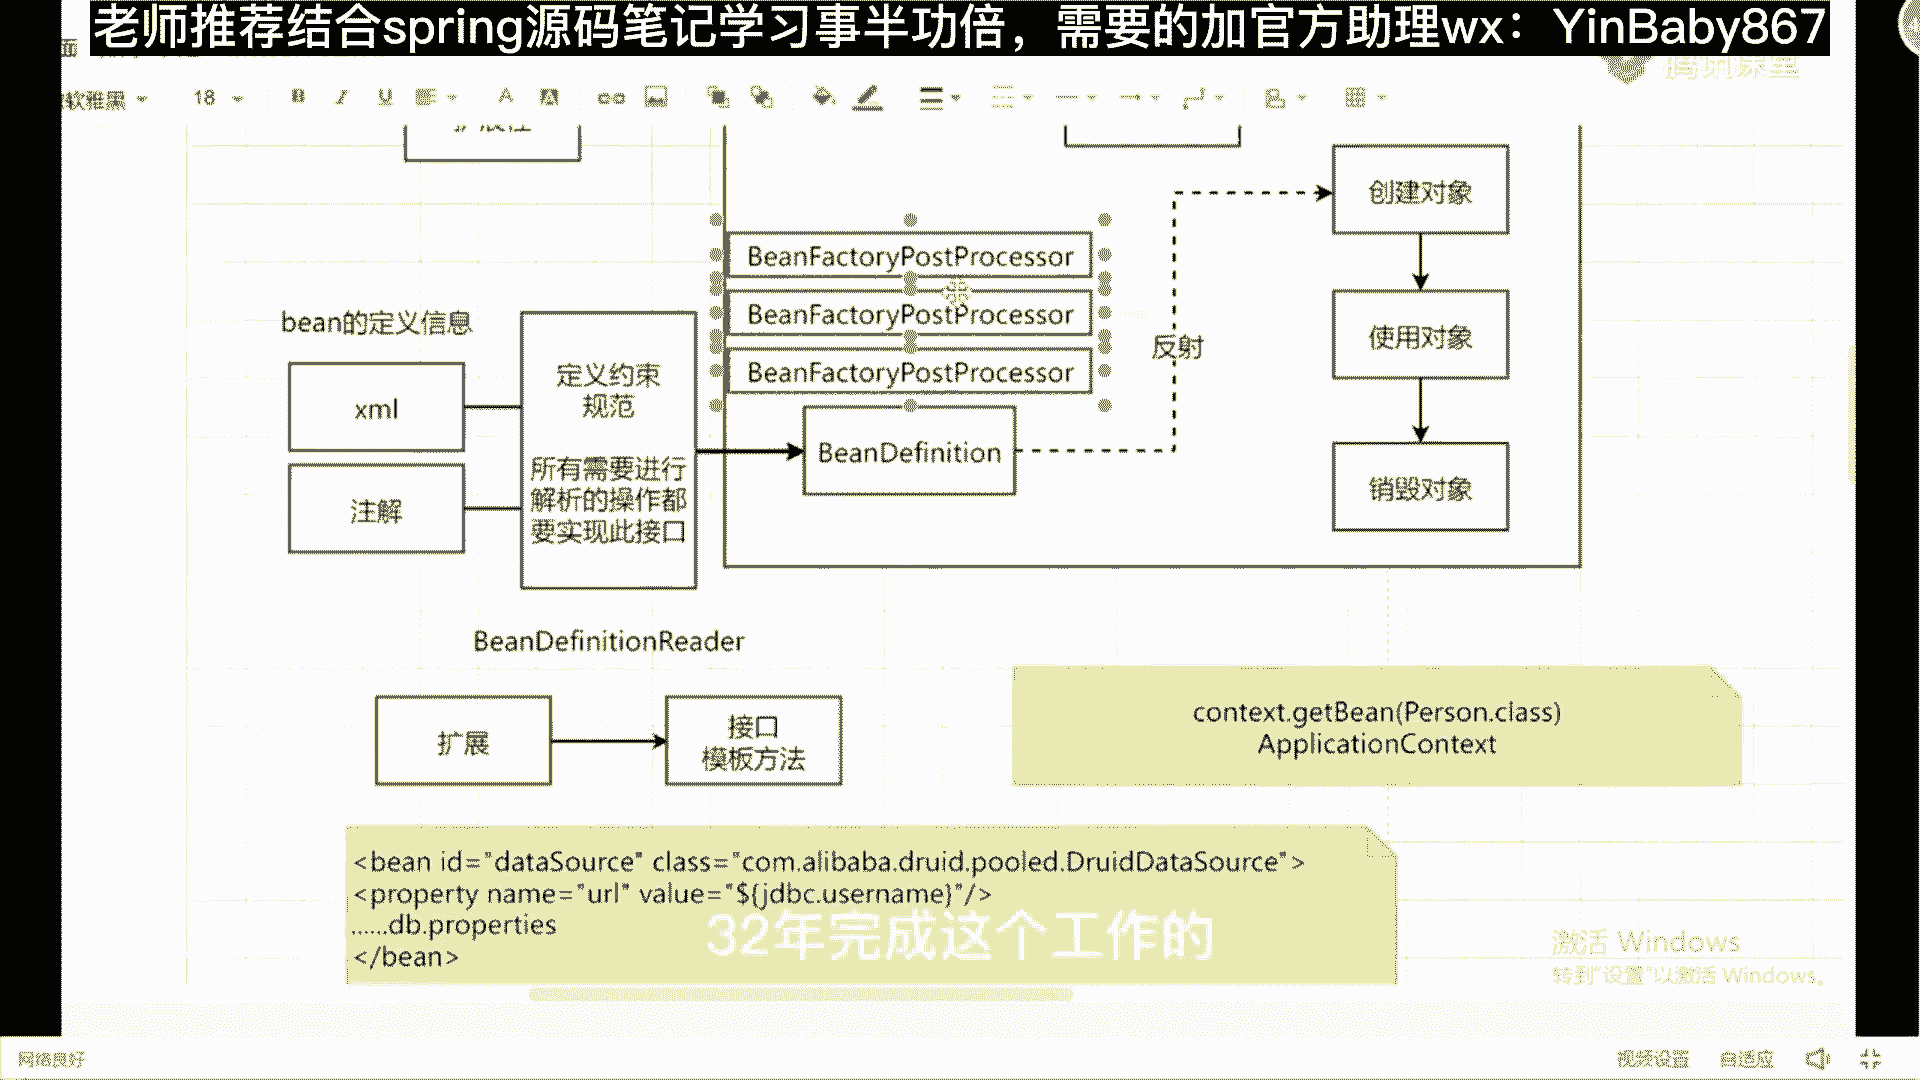 老师推荐结合spring源码笔记学习事半功倍，需要的加官方助理wx：YinBaby867
面
腾讯课堂
软雅黑
18
B I U A A
扩展性
创建对象
BeanFactoryPostProcessor
BeanFactoryPostProcessor
BeanFactoryPostProcessor
bean的定义信息
反射
使用对象
定义约束
规范
xml
所有需要进行
解析的操作都
要实现此接口
BeanDefinition
注解
销毁对象
BeanDefinitionReader
扩展
接口
模板方法
context.getBean(Person.class)
ApplicationContext
<bean id="dataSource" class="com.alibaba.druid.pooled.DruidDataSource">
<property name="url" value="${jdbc.username}"/>
......db.properties
</bean>
32年完成这个工作的
激活 Windows
转到"设置"以激活 Windows。
网络良好
视频设置
自适应